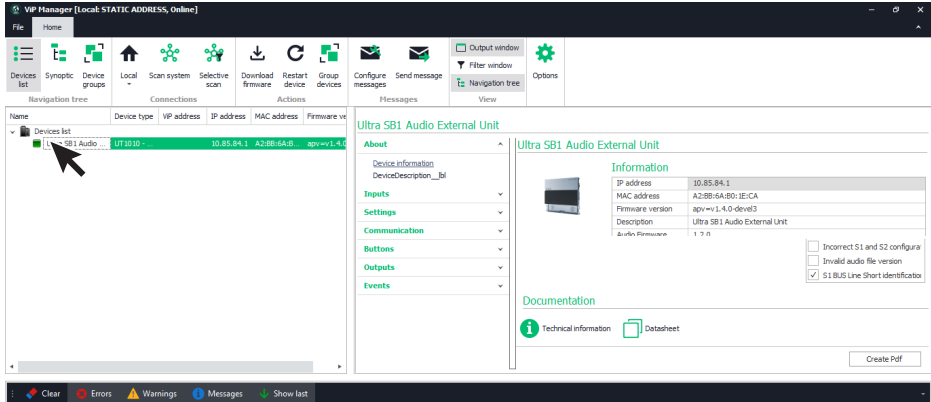 ViP Manager [Local: STATIC ADDRESS, Online]
File Home
Devices list
Synoptic
Device groups
Local
Scan system
Selective scan
Download firmware
Restart device
Group devices
Configure messages
Send message
Output window
Filter window
Navigation tree
Options
Navigation tree
Connections
Actions
Messages
View
Name Device type ViP address IP address MAC address Firmware ve
Devices list
SB1 Audio ... UT1010 - ... 10.85.84.1 A2:BB:6A:B... apv=v1.4.0
Ultra SB1 Audio External Unit
About
Device information
DeviceDescription__lbl
Inputs
Settings
Communication
Buttons
Outputs
Events
Ultra SB1 Audio External Unit
Information
IP address 10.85.84.1
MAC address A2:BB:6A:B0:1E:CA
Firmware version apv=v1.4.0-devel3
Description Ultra SB1 Audio External Unit
Audio Firmware 1.2.0
Incorrect S1 and S2 configurat
Invalid audio file version
S1 BUS Line Short identification
Documentation
Technical information
Datasheet
Create Pdf
Clear Errors Warnings Messages Show last